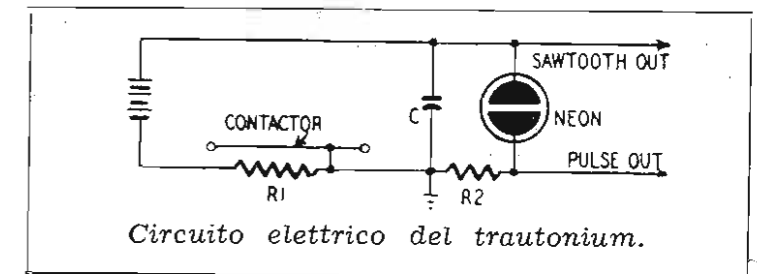 SAWTOOTH OUT
CONTACTOR
C
NEON
PULSE OUT
R1
R2
Circuito elettrico del trautonium.